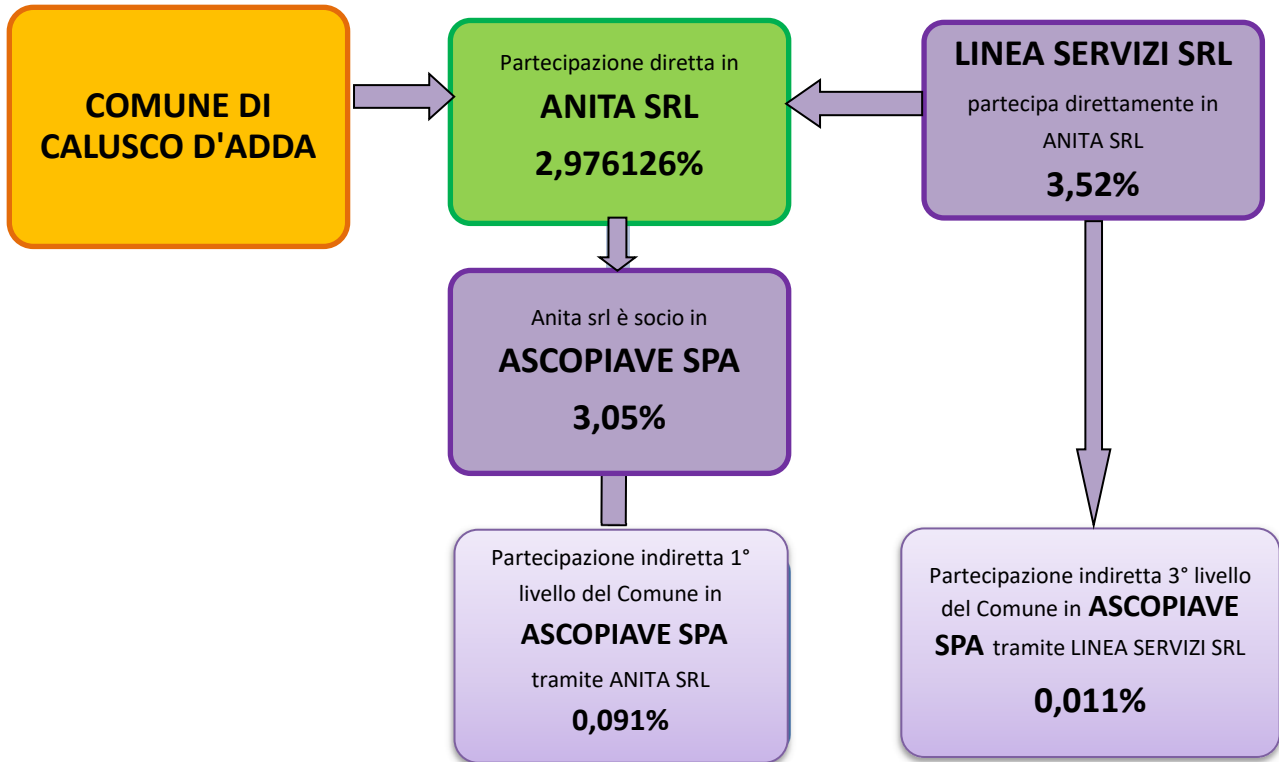 COMUNE DI
CALUSCO D'ADDA
Partecipazione diretta in
ANITA SRL
2,976126%
LINEA SERVIZI SRL
partecipa direttamente in
ANITA SRL
3,52%
Anita srl è socio in
ASCOPIAVE SPA
3,05%
Partecipazione indiretta 1°
livello del Comune in
ASCOPIAVE SPA
tramite ANITA SRL
0,091%
Partecipazione indiretta 3° livello
del Comune in ASCOPIAVE
SPA tramite LINEA SERVIZI SRL
0,011%